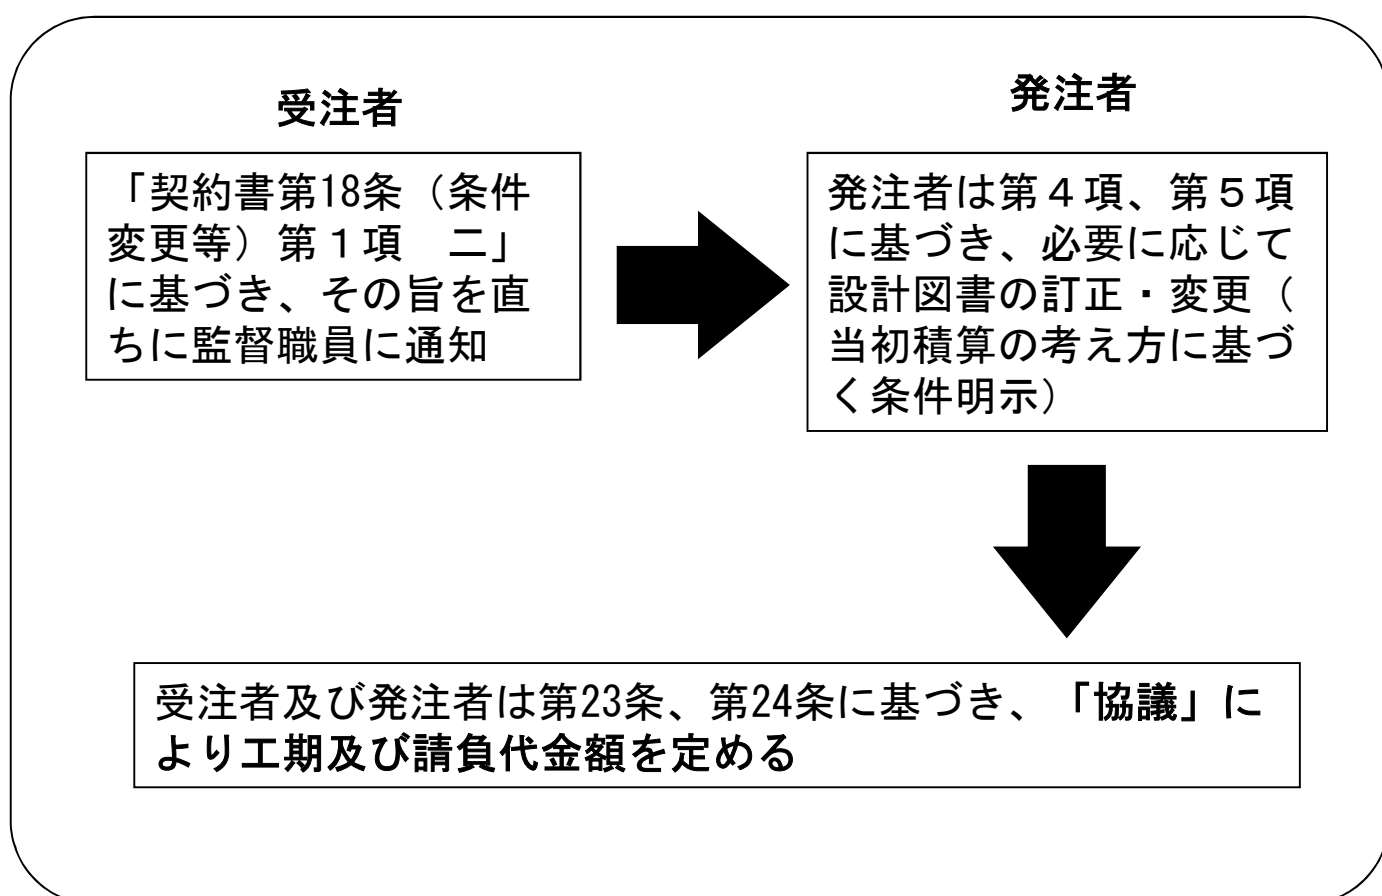 受注者
発注者
「契約書第18条（条件
変更等）第１項　二」
に基づき、その旨を直
ちに監督職員に通知
発注者は第４項、第５項
に基づき、必要に応じて
設計図書の訂正・変更（
当初積算の考え方に基づ
く条件明示）
受注者及び発注者は第23条、第24条に基づき、「協議」に
より工期及び請負代金額を定める